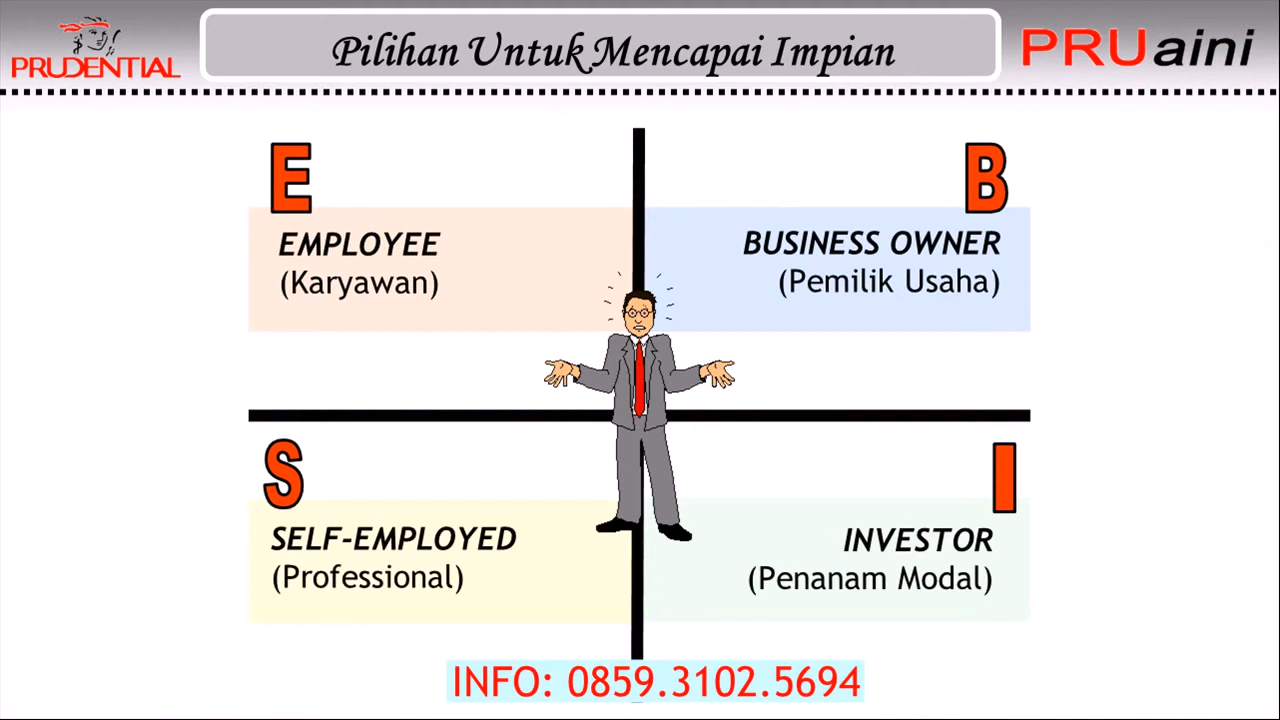 PRUDENTIAL
Pilihan Untuk Mencapai Impian
PRUaini
E
EMPLOYEE
(Karyawan)
B
BUSINESS OWNER
(Pemilik Usaha)
S
SELF-EMPLOYED
(Professional)
I
INVESTOR
(Penanam Modal)
INFO: 0859.3102.5694